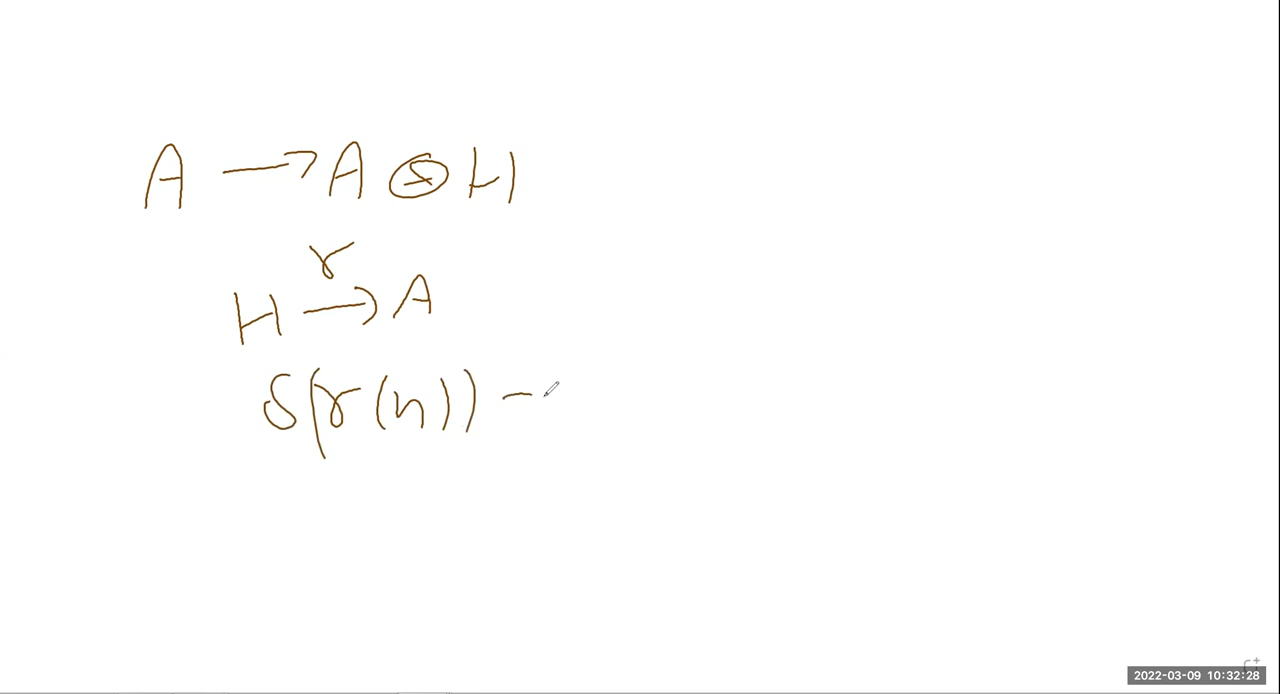 A → A ⊗ H
γ
H → A
δ(γ(h)) -
2022-03-09 10:32:28